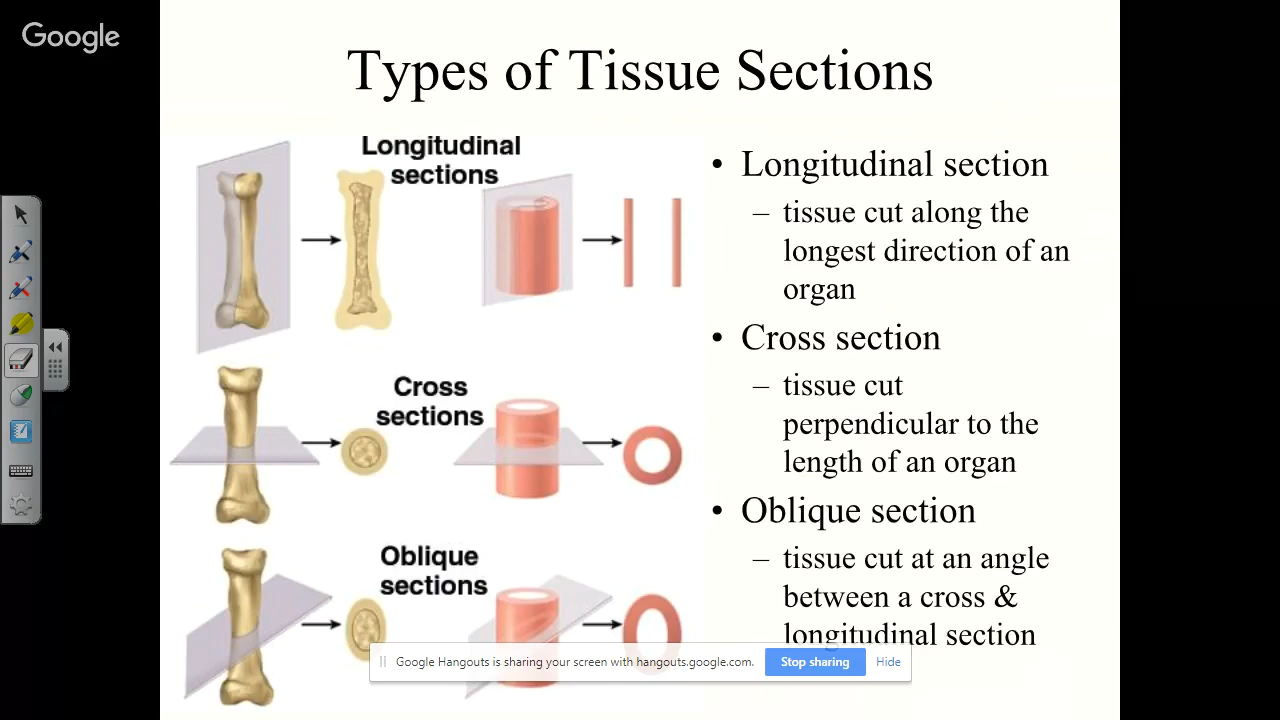 Google
Types of Tissue Sections
Longitudinal
sections
Cross
sections
Oblique
sections
• Longitudinal section
– tissue cut along the
longest direction of an
organ
• Cross section
– tissue cut
perpendicular to the
length of an organ
• Oblique section
– tissue cut at an angle
between a cross &
longitudinal section
Google Hangouts is sharing your screen with hangouts.google.com.
Stop sharing
Hide